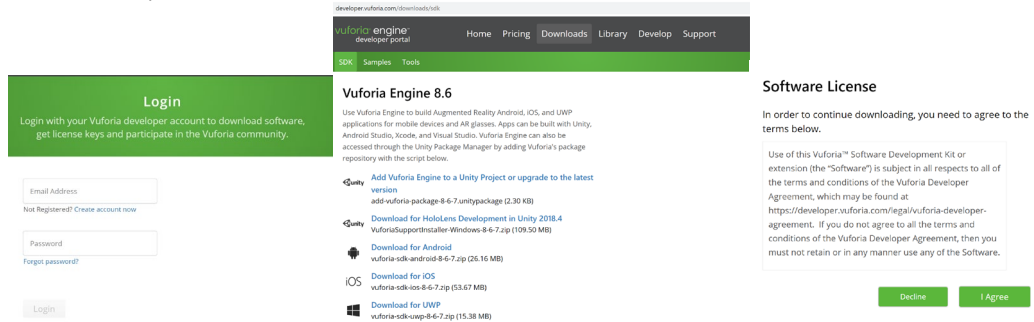 Login
Login with your Vuforia developer account to download software,
get license keys and participate in the Vuforia community.
Email Address
Not Registered? Create account now
Password
Forgot password?
Login
developer.vuforia.com/downloads/sdk
vuforia engine™
developer portal
Home Pricing Downloads Library Develop Support
SDK Samples Tools
Vuforia Engine 8.6
Use Vuforia Engine to build Augmented Reality Android, iOS, and UWP
applications for mobile devices and AR glasses. Apps can be built with Unity,
Android Studio, Xcode, and Visual Studio. Vuforia Engine can also be
accessed through the Unity Package Manager by adding Vuforia's package
repository with the script below.
unity Add Vuforia Engine to a Unity Project or upgrade to the latest
version
add-vuforia-package-8-6-7.unitypackage (2.30 KB)
unity Download for HoloLens Development in Unity 2018.4
VuforiaSupportInstaller-Windows-8-6-7.zip (109.50 MB)
Download for Android
vuforia-sdk-android-8-6-7.zip (26.16 MB)
iOS Download for iOS
vuforia-sdk-ios-8-6-7.zip (53.67 MB)
Download for UWP
vuforia-sdk-uwp-8-6-7.zip (15.38 MB)
Software License
In order to continue downloading, you need to agree to the
terms below.
Use of this Vuforia™ Software Development Kit or
extension (the "Software") is subject in all respects to all of
the terms and conditions of the Vuforia Developer
Agreement, which may be found at
https://developer.vuforia.com/legal/vuforia-developer-
agreement. If you do not agree to all the terms and
conditions of the Vuforia Developer Agreement, then you
must not retain or in any manner use any of the Software.
Decline I Agree